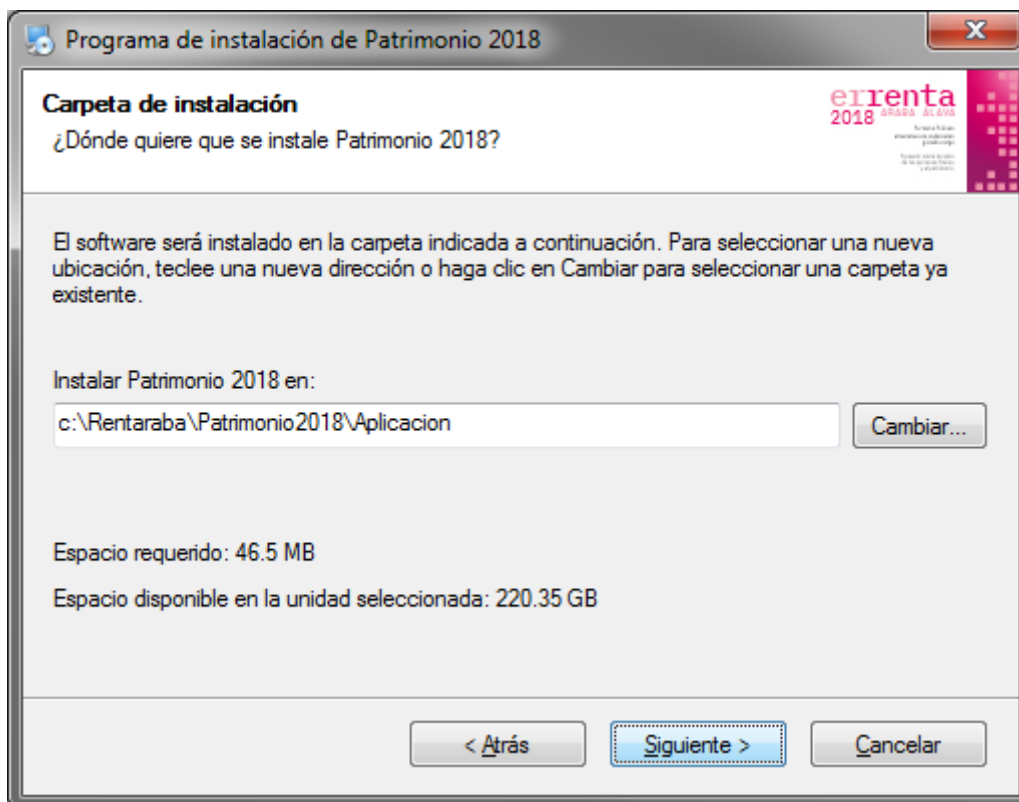 Programa de instalación de Patrimonio 2018
Carpeta de instalación
¿Dónde quiere que se instale Patrimonio 2018?
errenta
2018 ARABA ÁLAVA
El software será instalado en la carpeta indicada a continuación. Para seleccionar una nueva
ubicación, teclee una nueva dirección o haga clic en Cambiar para seleccionar una carpeta ya
existente.
Instalar Patrimonio 2018 en:
c:\Rentaraba\Patrimonio2018\Aplicacion
Cambiar...
Espacio requerido: 46.5 MB
Espacio disponible en la unidad seleccionada: 220.35 GB
< Atrás
Siguiente >
Cancelar